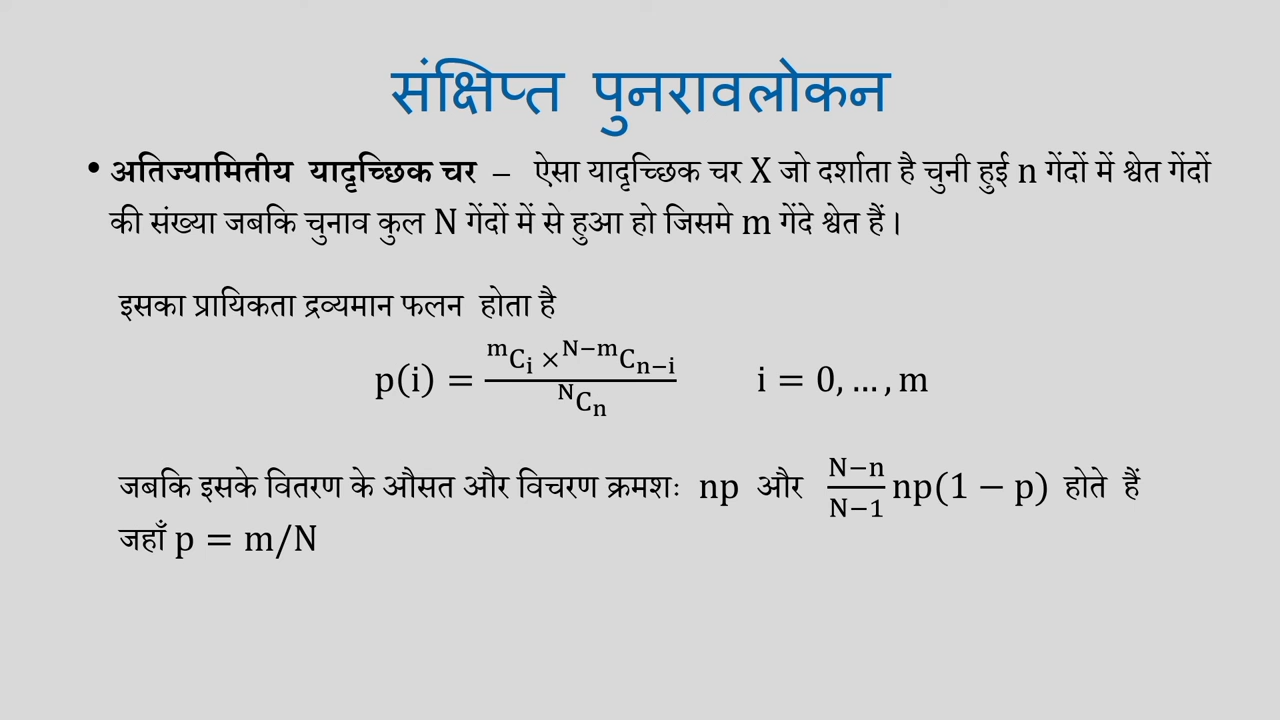 संक्षिप्त पुनरावलोकन
• अतिज्यामितीय यादृच्छिक चर – ऐसा यादृच्छिक चर X जो दर्शाता है चुनी हुई n गेंदों में श्वेत गेंदों
की संख्या जबकि चुनाव कुल N गेंदों में से हुआ हो जिसमे m गेंदे श्वेत हैं।
इसका प्रायिकता द्रव्यमान फलन होता है
p(i) = (ᵐCᵢ × ᴺ⁻ᵐCₙ₋ᵢ) / ᴺCₙ i = 0, … , m
जबकि इसके वितरण के औसत और विचरण क्रमशः np और (N−n)/(N−1) np(1 − p) होते हैं
जहाँ p = m/N